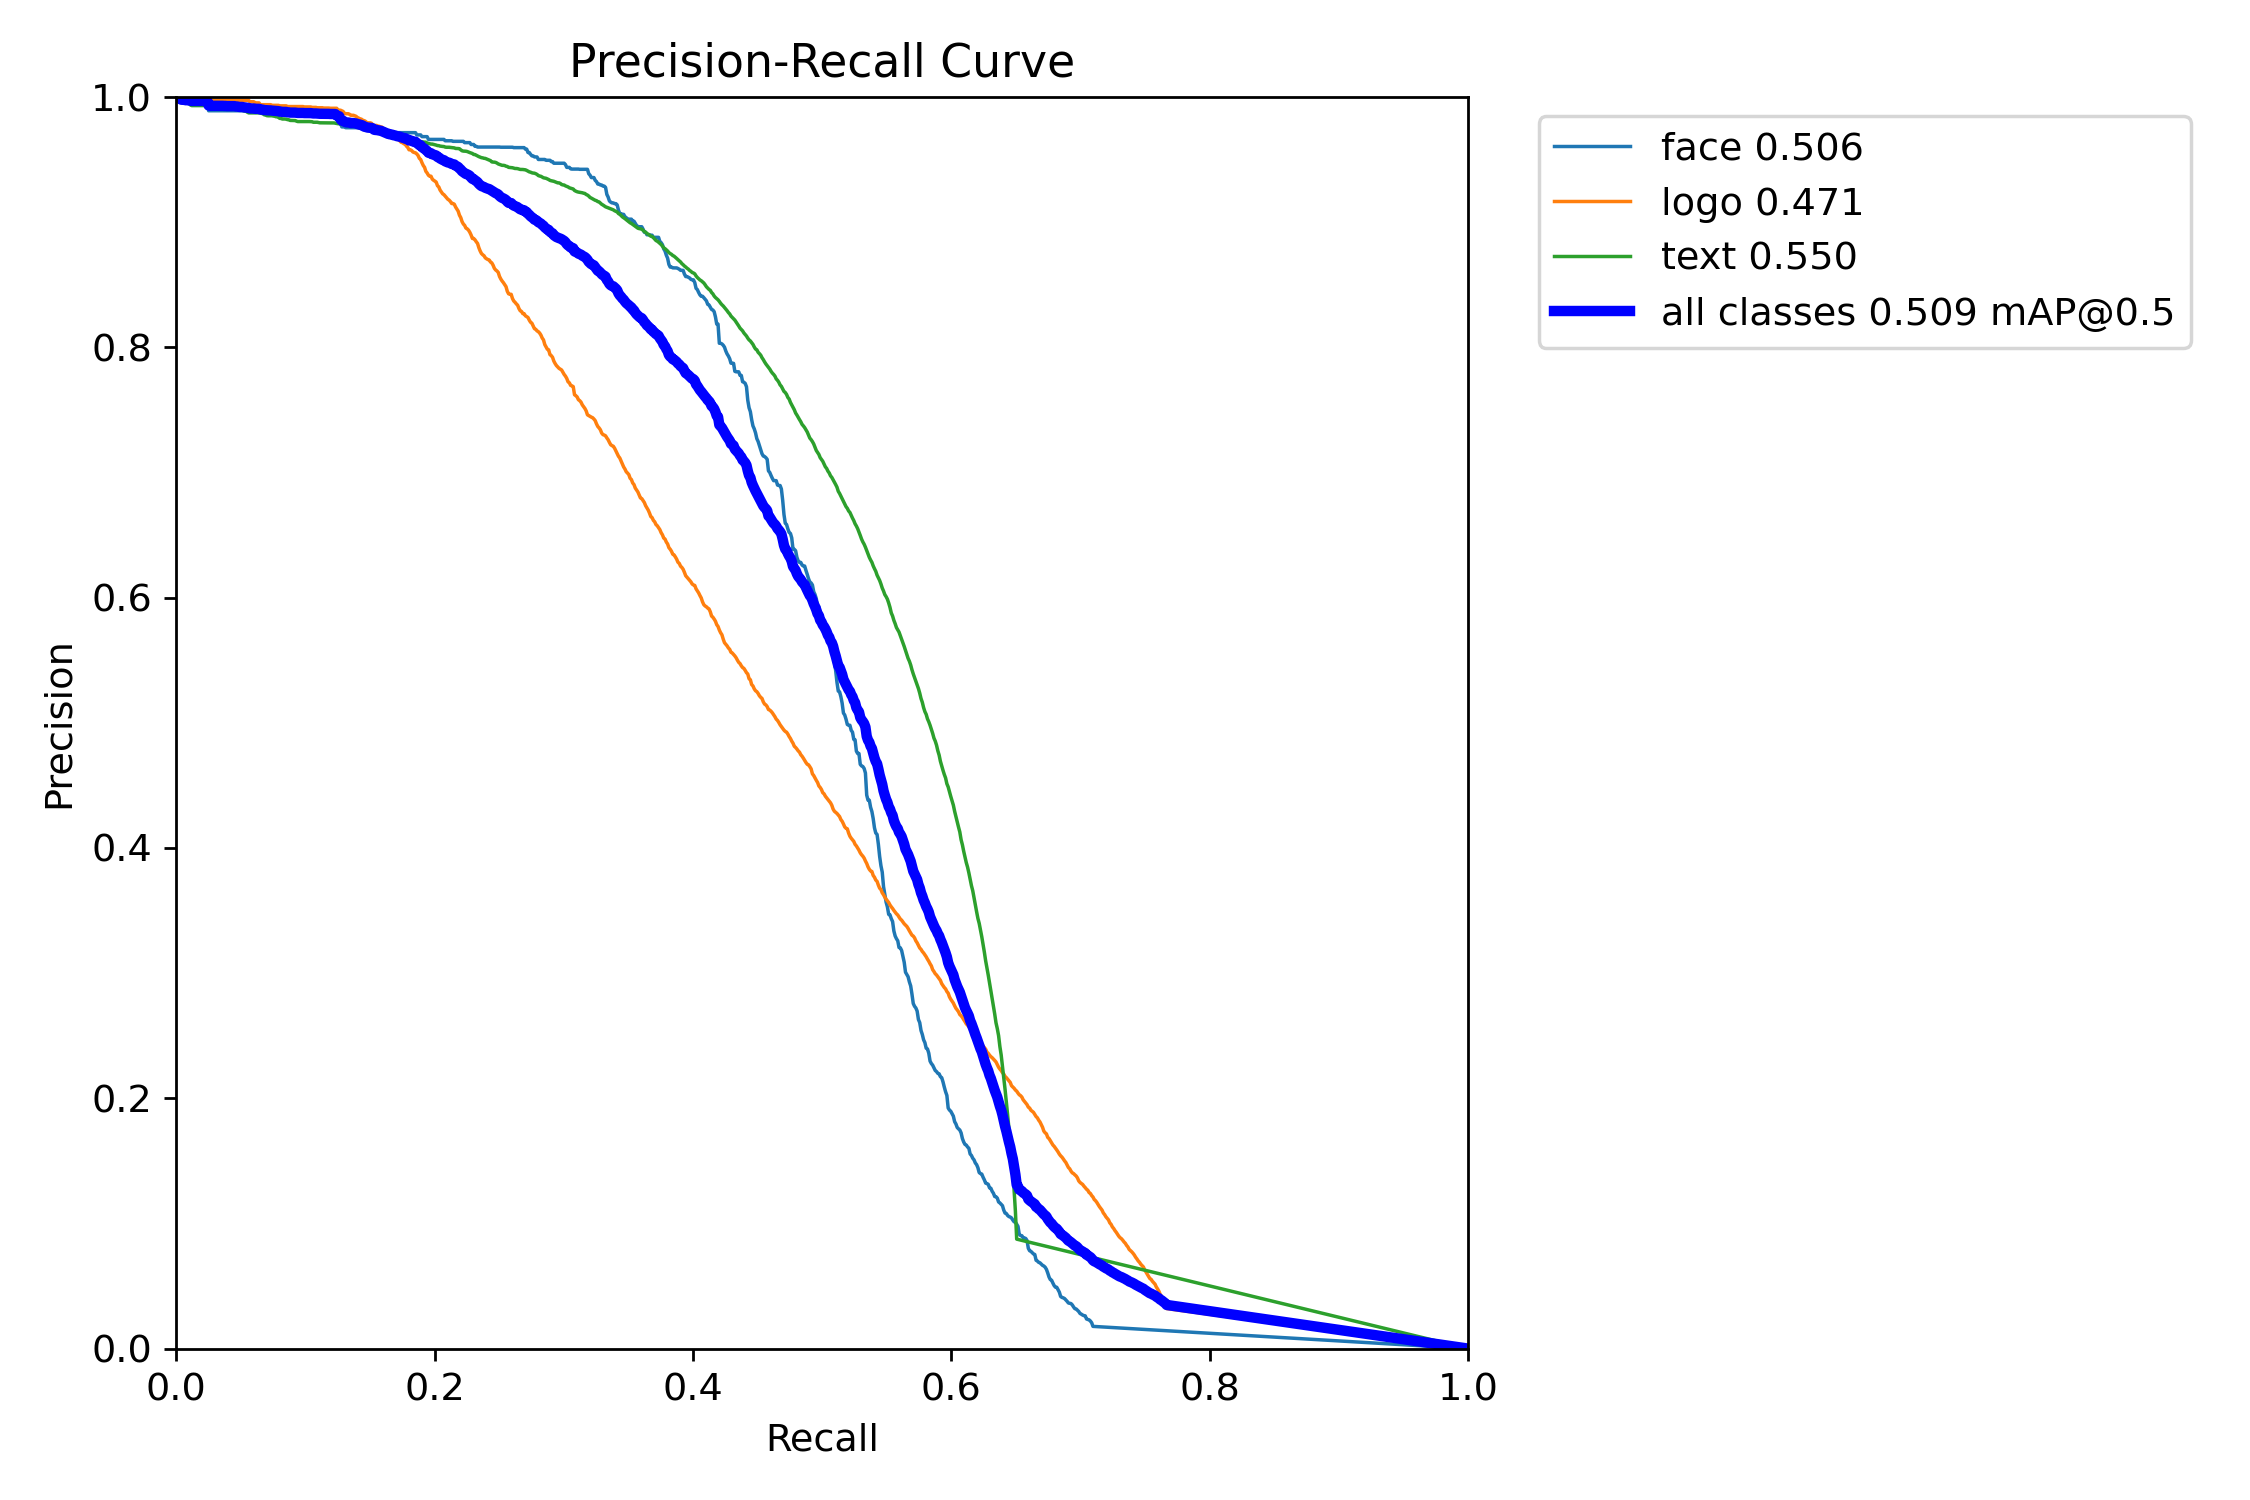 Precision-Recall Curve
face 0.506
logo 0.471
text 0.550
all classes 0.509 mAP@0.5
Precision
1.0
0.8
0.6
0.4
0.2
0.0
0.0 0.2 0.4 0.6 0.8 1.0
Recall